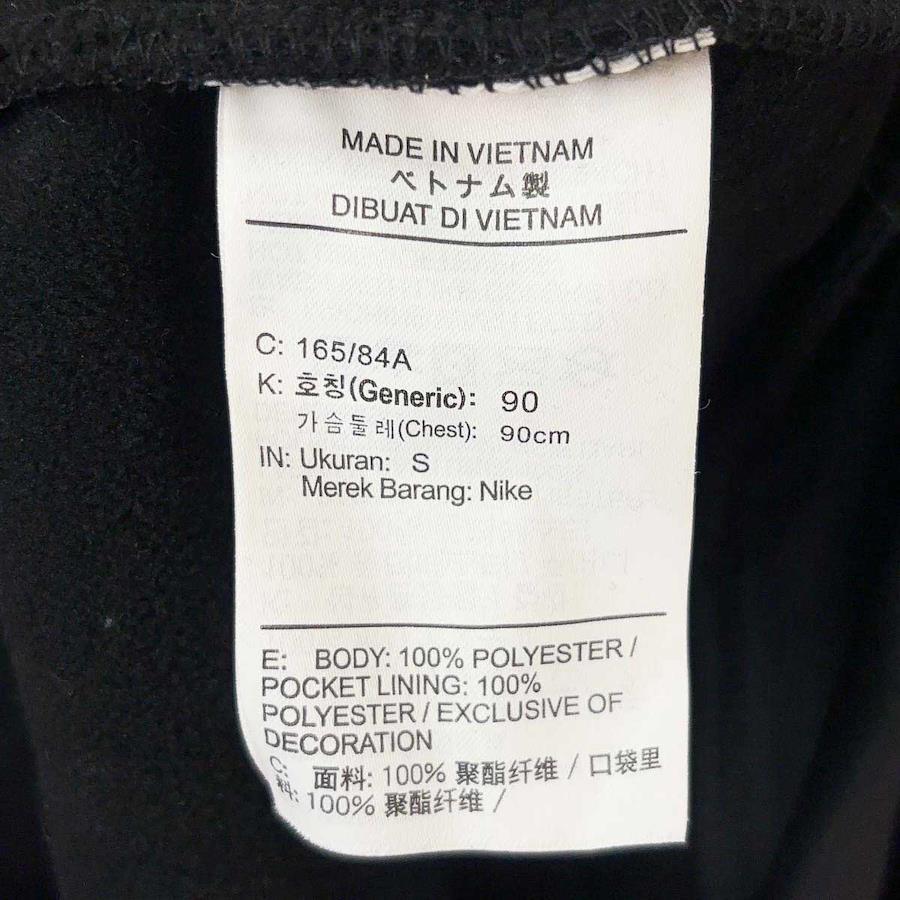 MADE IN VIETNAM
ベトナム製
DIBUAT DI VIETNAM
C: 165/84A
K: 호칭(Generic): 90
가슴둘레(Chest): 90cm
IN: Ukuran: S
Merek Barang: Nike
E: BODY: 100% POLYESTER /
POCKET LINING: 100%
POLYESTER / EXCLUSIVE OF
DECORATION
C: 面料: 100% 聚酯纤维 / 口袋里
料: 100% 聚酯纤维 /